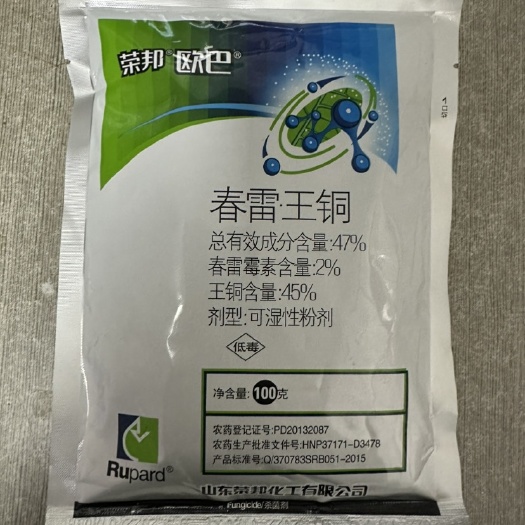 荣邦® 欧巴®
春雷·王铜
总有效成分含量:47%
春雷霉素含量:2%
王铜含量:45%
剂型:可湿性粉剂
低毒
净含量:100克
农药登记证号:PD20132087
农药生产批准文件号:HNP37171-D3478
产品标准号:Q/370783SRB051-2015
Rupard®
山东荣邦化工有限公司
Fungicide/杀菌剂